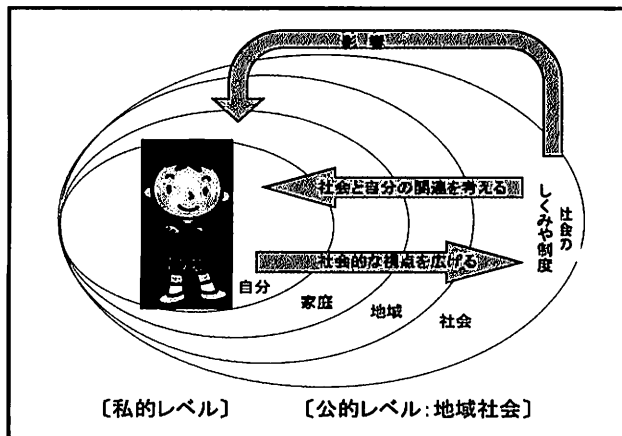 影響
社会と自分の関連を考える
社会のしくみや制度
社会的な視点を広げる
自分
家庭
地域
社会
〔私的レベル〕
〔公的レベル:地域社会〕